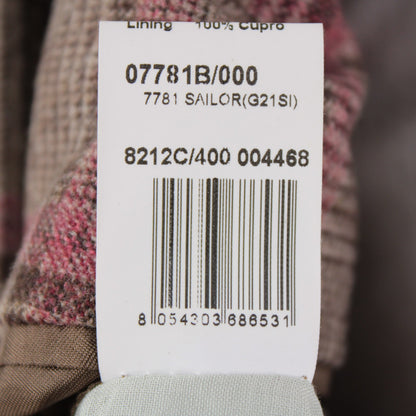 Lining 100% Cupro
07781B/000
7781 SAILOR(G21SI)
8212C/400 004468
8 054303 686531